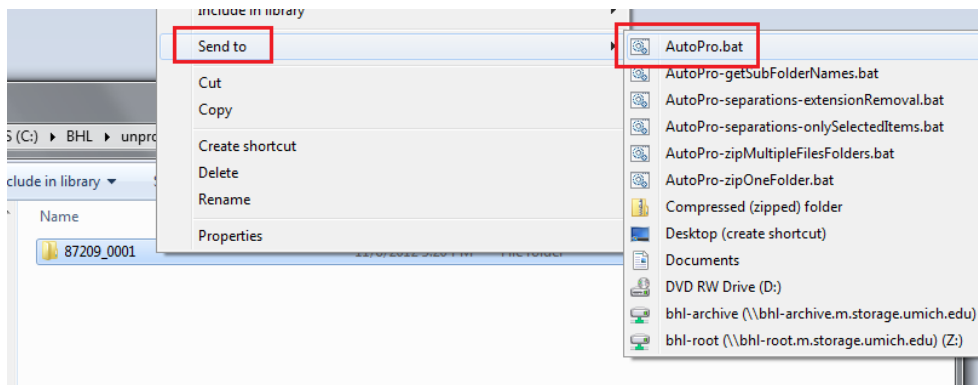 Include in library
Send to
Cut
Copy
Create shortcut
Delete
Rename
Properties
AutoPro.bat
AutoPro-getSubFolderNames.bat
AutoPro-separations-extensionRemoval.bat
AutoPro-separations-onlySelectedItems.bat
AutoPro-zipMultipleFilesFolders.bat
AutoPro-zipOneFolder.bat
Compressed (zipped) folder
Desktop (create shortcut)
Documents
DVD RW Drive (D:)
bhl-archive (\\bhl-archive.m.storage.umich.edu)
bhl-root (\\bhl-root.m.storage.umich.edu) (Z:)
S (C:) ▸ BHL ▸ unpro
clude in library
Name
87209_0001